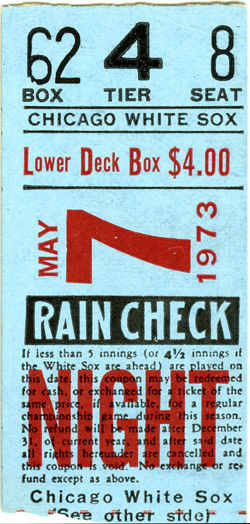 62 4 8
BOX TIER SEAT
CHICAGO WHITE SOX
Lower Deck Box $4.00
MAY 7 1973
RAIN CHECK
NIGHT
If less than 5 innings (or 4½ innings if
the White Sox are ahead) are played on
this date, this coupon may be redeemed
for cash, or exchanged for a ticket of the
same price, if available, for a regular
championship game during this season.
No refund will be made after December
31, of current year, and after said date
all rights hereunder are cancelled and
this coupon is void. No exchange or re-
fund except as above.
Chicago White Sox
(See other side)